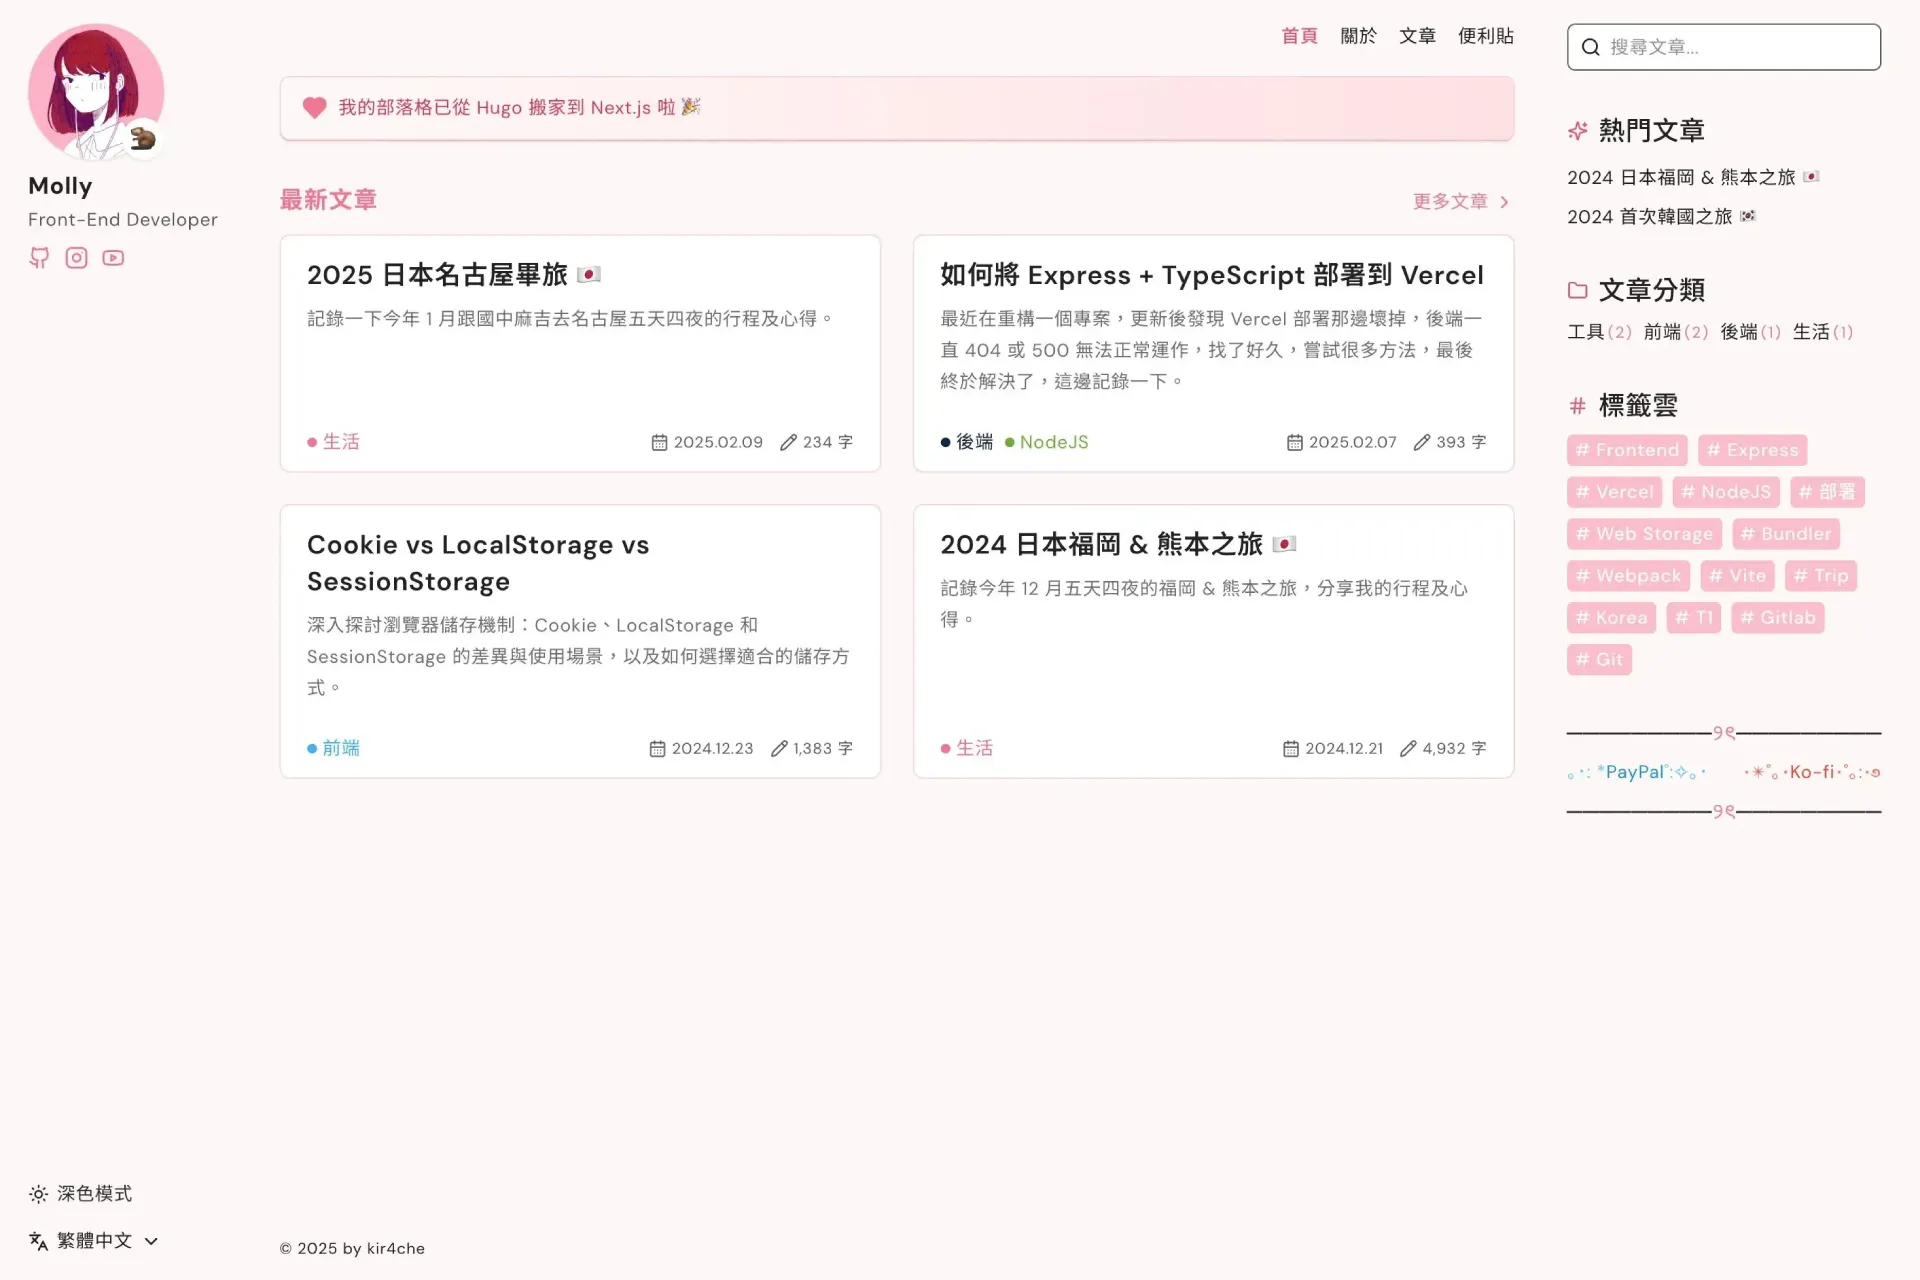 Molly
Front-End Developer
深色模式
繁體中文
首頁 關於 文章 便利貼
我的部落格已從 Hugo 搬家到 Next.js 啦 🎉
最新文章
更多文章
2025 日本名古屋畢旅 🇯🇵
記錄一下今年 1 月跟國中麻吉去名古屋五天四夜的行程及心得。
生活 2025.02.09 234 字
如何將 Express + TypeScript 部署到 Vercel
最近在重構一個專案，更新後發現 Vercel 部署那邊壞掉，後端一
直 404 或 500 無法正常運作，找了好久，嘗試很多方法，最後
終於解決了，這邊記錄一下。
後端 NodeJS 2025.02.07 393 字
Cookie vs LocalStorage vs
SessionStorage
深入探討瀏覽器儲存機制：Cookie、LocalStorage 和
SessionStorage 的差異與使用場景，以及如何選擇適合的儲存方
式。
前端 2024.12.23 1,383 字
2024 日本福岡 & 熊本之旅 🇯🇵
記錄今年 12 月五天四夜的福岡 & 熊本之旅，分享我的行程及心
得。
生活 2024.12.21 4,932 字
© 2025 by kir4che
搜尋文章...
熱門文章
2024 日本福岡 & 熊本之旅 🇯🇵
2024 首次韓國之旅 🇰🇷
文章分類
工具(2) 前端(2) 後端(1) 生活(1)
# 標籤雲
# Frontend # Express
# Vercel # NodeJS # 部署
# Web Storage # Bundler
# Webpack # Vite # Trip
# Korea # T1 # Gitlab
# Git
୨୧
｡･:*PayPal˚:✧｡･ ･✴˚｡･Ko-fi･˚｡:･૭
୨୧